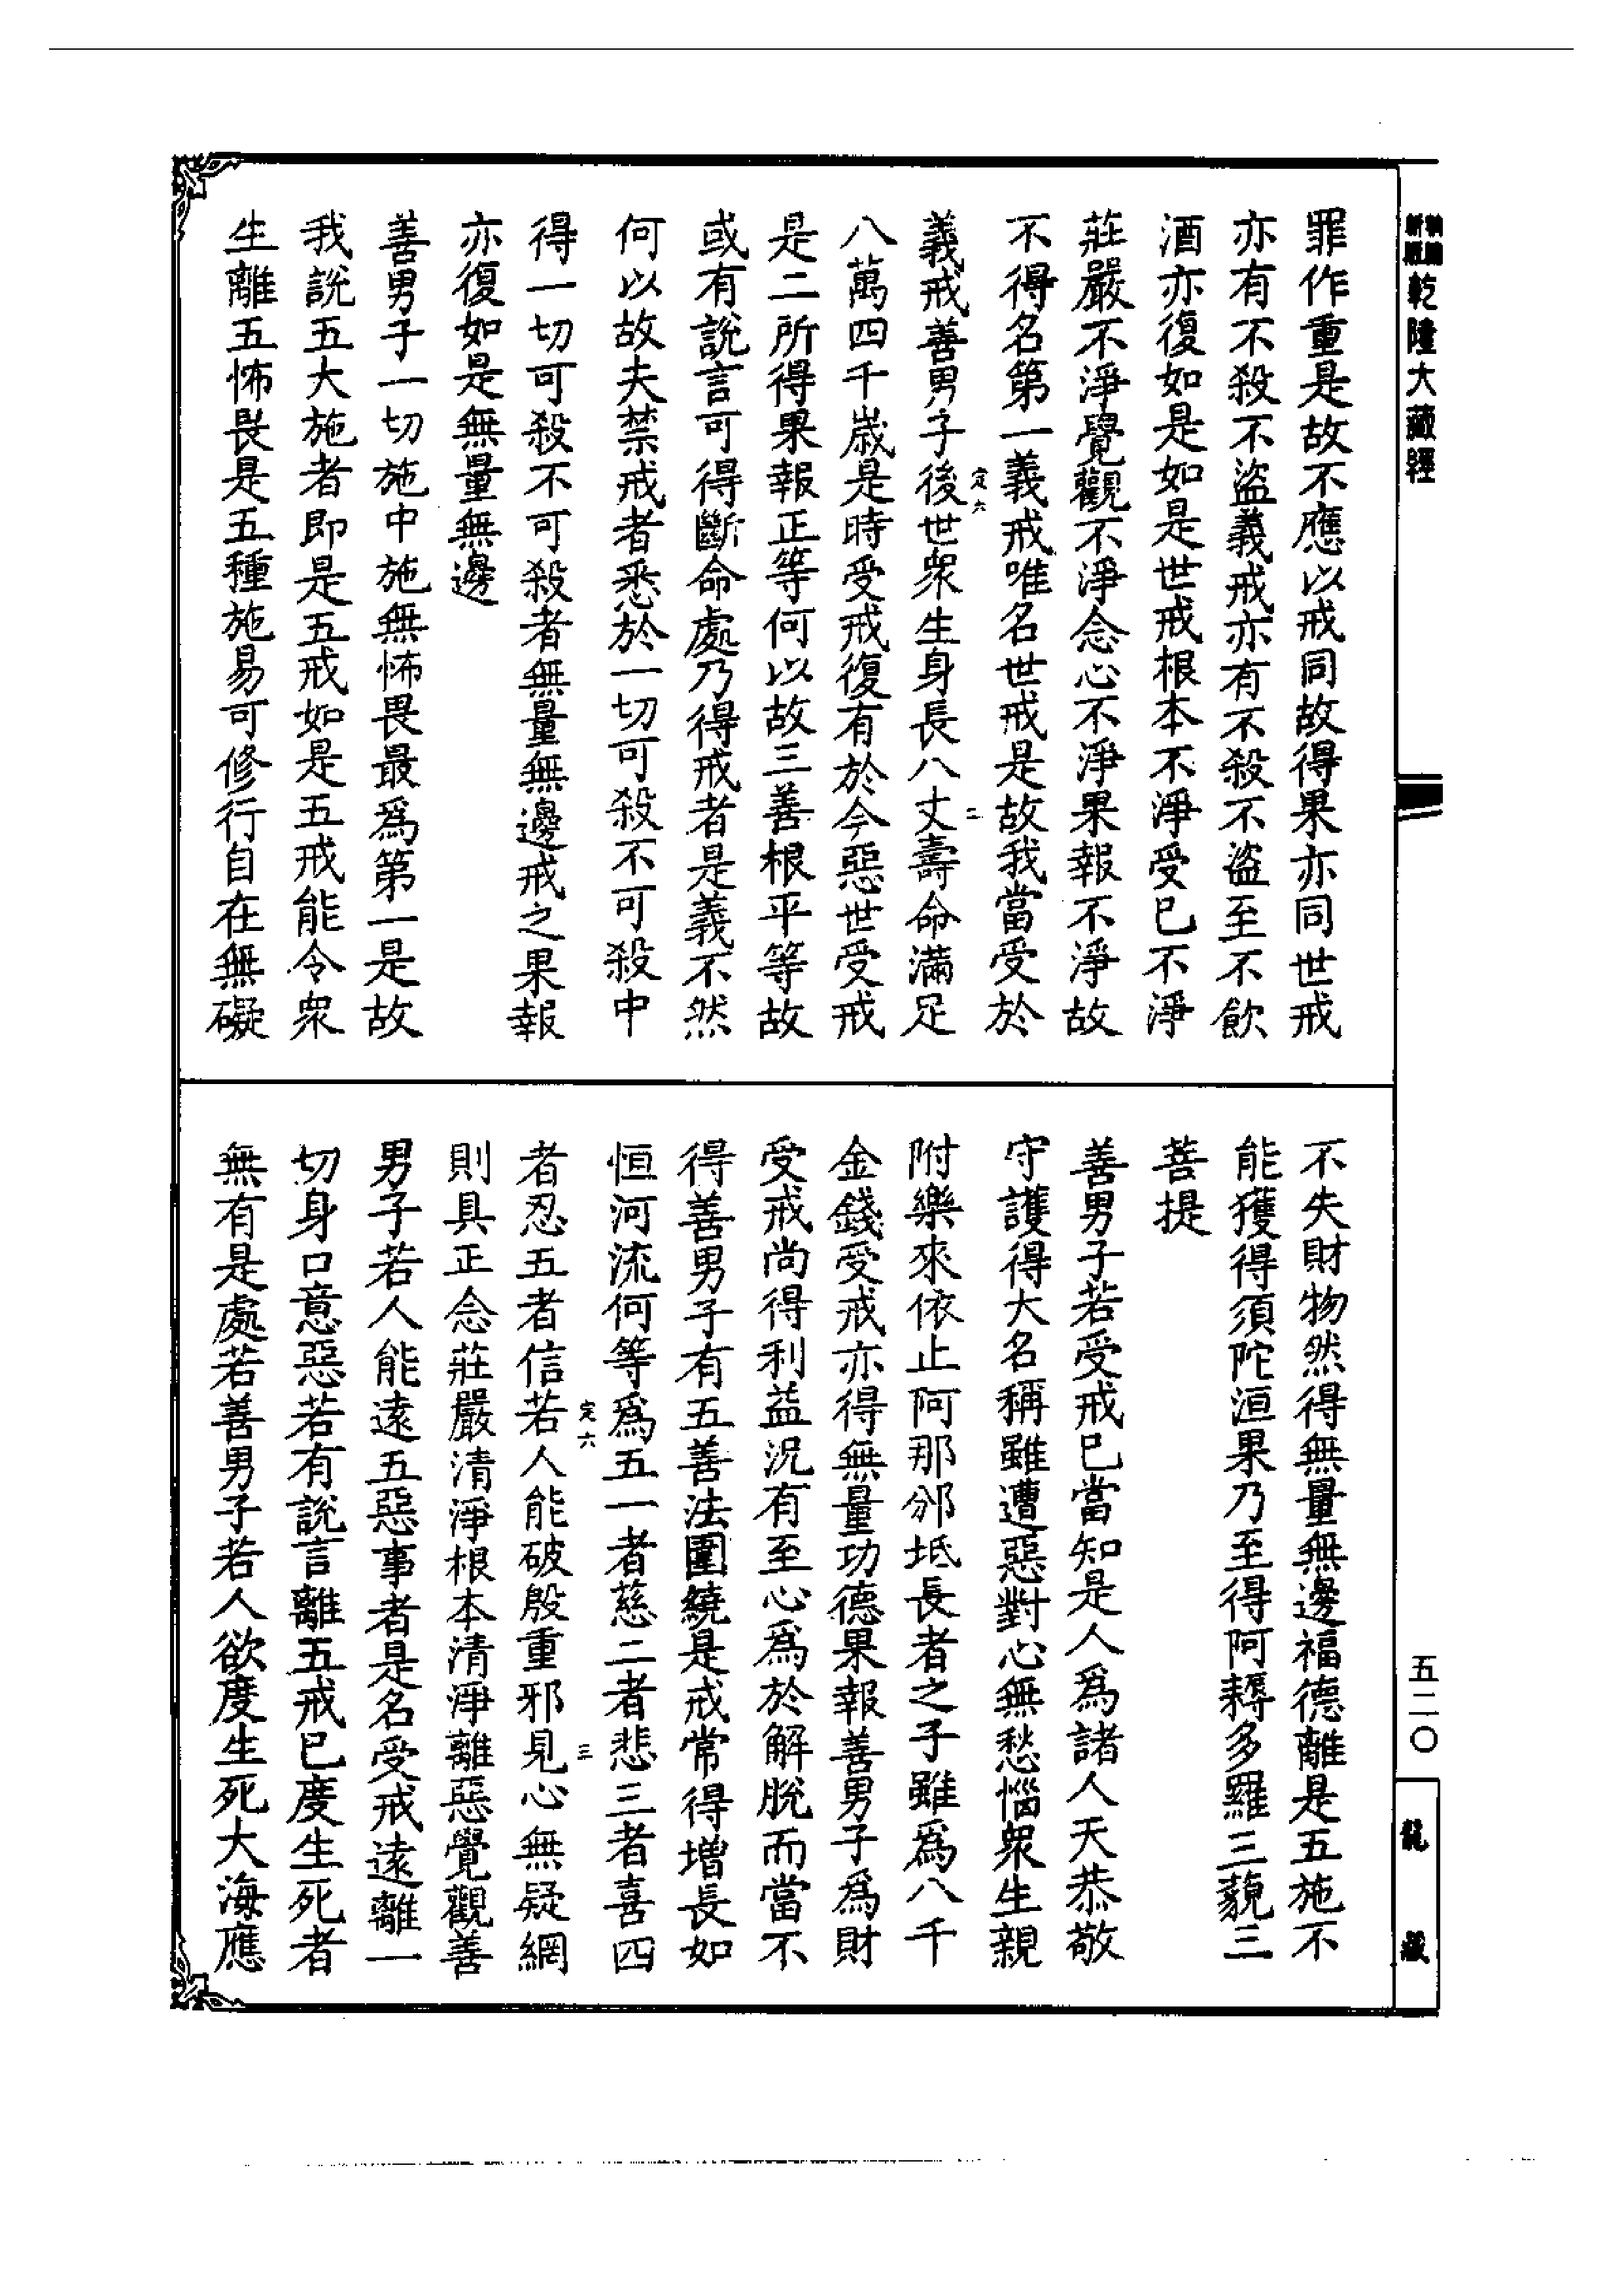 新編
縮版
乾隆大藏經
罪作重是故不應以戒同故得果亦同世戒
亦有不殺不盜義戒亦有不殺不盜至不飲
酒亦復如是如是世戒根本不淨受已不淨
莊嚴不淨覺觀不淨念心不淨果報不淨故
不得名第一義戒唯名世戒是故我當受於
定六
二
義戒善男子後世衆生身長八丈壽命滿足
八萬四千歲是時受戒復有於今惡世受戒
是二所得果報正等何以故三善根平等故
或有說言可得斷命處乃得戒者是義不然
何以故夫禁戒者悉於一切可殺不可殺中
得一切可殺不可殺者無量無邊戒之果報
亦復如是無量無邊
善男子一切施中施無怖畏最爲第一是故
我說五大施者即是五戒如是五戒能令衆
生離五怖畏是五種施易可修行自在無礙
不失財物然得無量無邊福德離是五施不
能獲得須陀洹果乃至得阿耨多羅三藐三
菩提
善男子若受戒已當知是人爲諸人天恭敬
守護得大名稱雖遭惡對心無愁惱衆生親
附樂來依止阿那邠坻長者之子雖爲八千
金錢受戒亦得無量功德果報善男子爲財
受戒尚得利益況有至心爲於解脫而當不
得善男子有五善法圍繞是戒常得增長如
恒河流何等爲五一者慈二者悲三者喜四
定六
三
者忍五者信若人能破殷重邪見心無疑網
則具正念莊嚴清淨根本清淨離惡覺觀善
男子若人能遠五惡事者是名受戒遠離一
切身口意惡若有說言離五戒已度生死者
無有是處若善男子若人欲度生死大海應
五二〇
龍藏